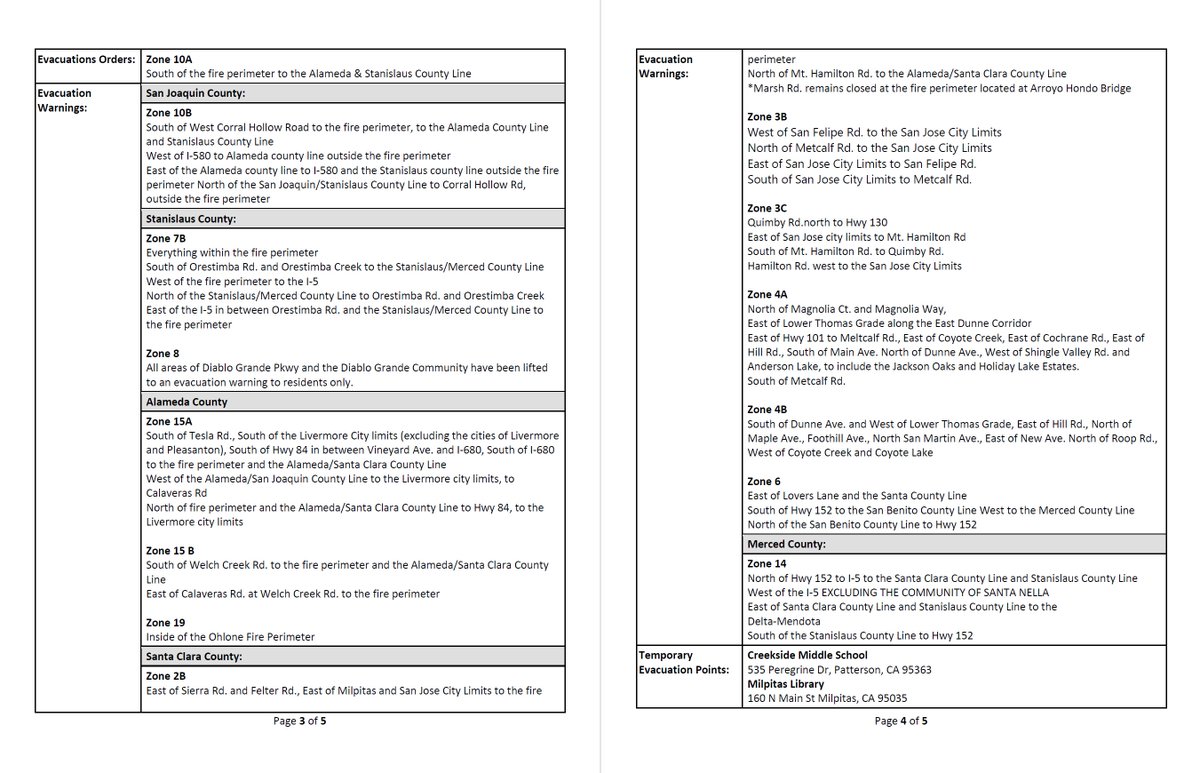 Evacuations Orders:
Zone 10A
South of the fire perimeter to the Alameda & Stanislaus County Line
Evacuation
Warnings:
San Joaquin County:
Zone 10B
South of West Corral Hollow Road to the fire perimeter, to the Alameda County Line
and Stanislaus County Line
West of I-580 to Alameda county line outside the fire perimeter
East of the Alameda county line to I-580 and the Stanislaus county line outside the fire
perimeter North of the San Joaquin/Stanislaus County Line to Corral Hollow Rd,
outside the fire perimeter
Stanislaus County:
Zone 7B
Everything within the fire perimeter
South of Orestimba Rd. and Orestimba Creek to the Stanislaus/Merced County Line
West of the fire perimeter to the I-5
North of the Stanislaus/Merced County Line to Orestimba Rd. and Orestimba Creek
East of the I-5 in between Orestimba Rd. and the Stanislaus/Merced County Line to
the fire perimeter
Zone 8
All areas of Diablo Grande Pkwy and the Diablo Grande Community have been lifted
to an evacuation warning to residents only.
Alameda County
Zone 15A
South of Tesla Rd., South of the Livermore City limits (excluding the cities of Livermore
and Pleasanton), South of Hwy 84 in between Vineyard Ave. and I-680, South of I-680
to the fire perimeter and the Alameda/Santa Clara County Line
West of the Alameda/San Joaquin County Line to the Livermore city limits, to
Calaveras Rd
North of fire perimeter and the Alameda/Santa Clara County Line to Hwy 84, to the
Livermore city limits
Zone 15 B
South of Welch Creek Rd. to the fire perimeter and the Alameda/Santa Clara County
Line
East of Calaveras Rd. at Welch Creek Rd. to the fire perimeter
Zone 19
Inside of the Ohlone Fire Perimeter
Santa Clara County:
Zone 2B
East of Sierra Rd. and Felter Rd., East of Milpitas and San Jose City Limits to the fire
Page 3 of 5
Evacuation
Warnings:
perimeter
North of Mt. Hamilton Rd. to the Alameda/Santa Clara County Line
*Marsh Rd. remains closed at the fire perimeter located at Arroyo Hondo Bridge
Zone 3B
West of San Felipe Rd. to the San Jose City Limits
North of Metcalf Rd. to the San Jose City Limits
East of San Jose City Limits to San Felipe Rd.
South of San Jose City Limits to Metcalf Rd.
Zone 3C
Quimby Rd.north to Hwy 130
East of San Jose city limits to Mt. Hamilton Rd
South of Mt. Hamilton Rd. to Quimby Rd.
Hamilton Rd. west to the San Jose City Limits
Zone 4A
North of Magnolia Ct. and Magnolia Way,
East of Lower Thomas Grade along the East Dunne Corridor
East of Hwy 101 to Meltcalf Rd., East of Coyote Creek, East of Cochrane Rd., East of
Hill Rd., South of Main Ave. North of Dunne Ave., West of Shingle Valley Rd. and
Anderson Lake, to include the Jackson Oaks and Holiday Lake Estates.
South of Metcalf Rd.
Zone 4B
South of Dunne Ave. and West of Lower Thomas Grade, East of Hill Rd., North of
Maple Ave., Foothill Ave., North San Martin Ave., East of New Ave. North of Roop Rd.,
West of Coyote Creek and Coyote Lake
Zone 6
East of Lovers Lane and the Santa County Line
South of Hwy 152 to the San Benito County Line West to the Merced County Line
North of the San Benito County Line to Hwy 152
Merced County:
Zone 14
North of Hwy 152 to I-5 to the Santa Clara County Line and Stanislaus County Line
West of the I-5 EXCLUDING THE COMMUNITY OF SANTA NELLA
East of Santa Clara County Line and Stanislaus County Line to the
Delta-Mendota
South of the Stanislaus County Line to Hwy 152
Temporary
Evacuation Points:
Creekside Middle School
535 Peregrine Dr, Patterson, CA 95363
Milpitas Library
160 N Main St Milpitas, CA 95035
Page 4 of 5